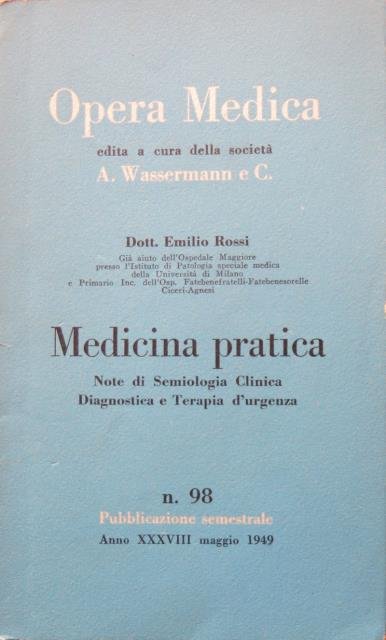 Opera Medica
edita a cura della società
A. Wassermann e C.
Dott. Emilio Rossi
Già aiuto dell'Ospedale Maggiore
presso l'Istituto di Patologia speciale medica
della Università di Milano
e Primario Inc. dell'Osp. Fatebenefratelli-Fatebenesorelle
Ciceri-Agnesi
Medicina pratica
Note di Semiologia Clinica
Diagnostica e Terapia d'urgenza
n. 98
Pubblicazione semestrale
Anno XXXVIII maggio 1949